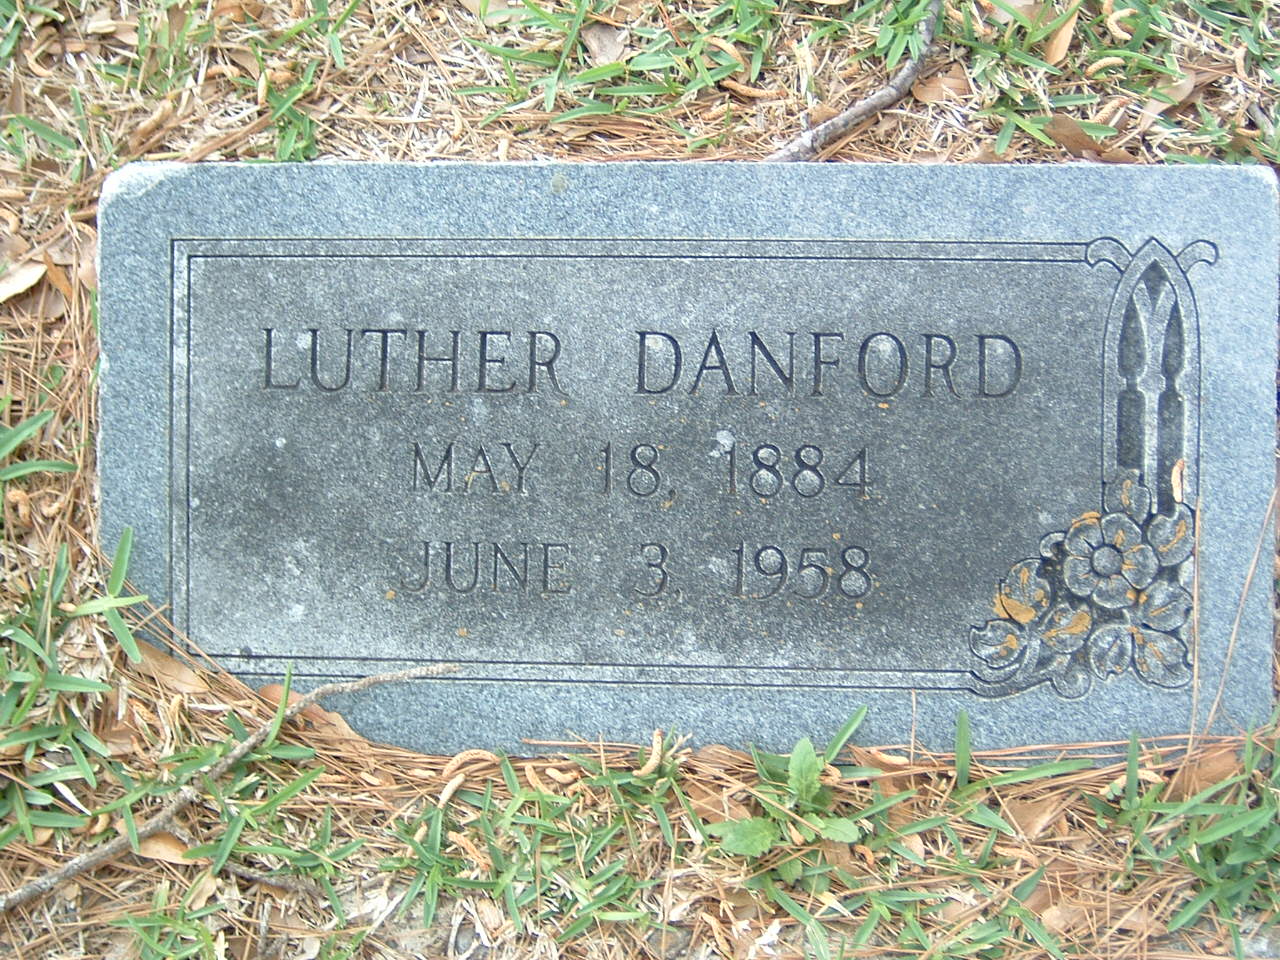 LUTHER DANFORD
MAY 18, 1884
JUNE 3, 1958